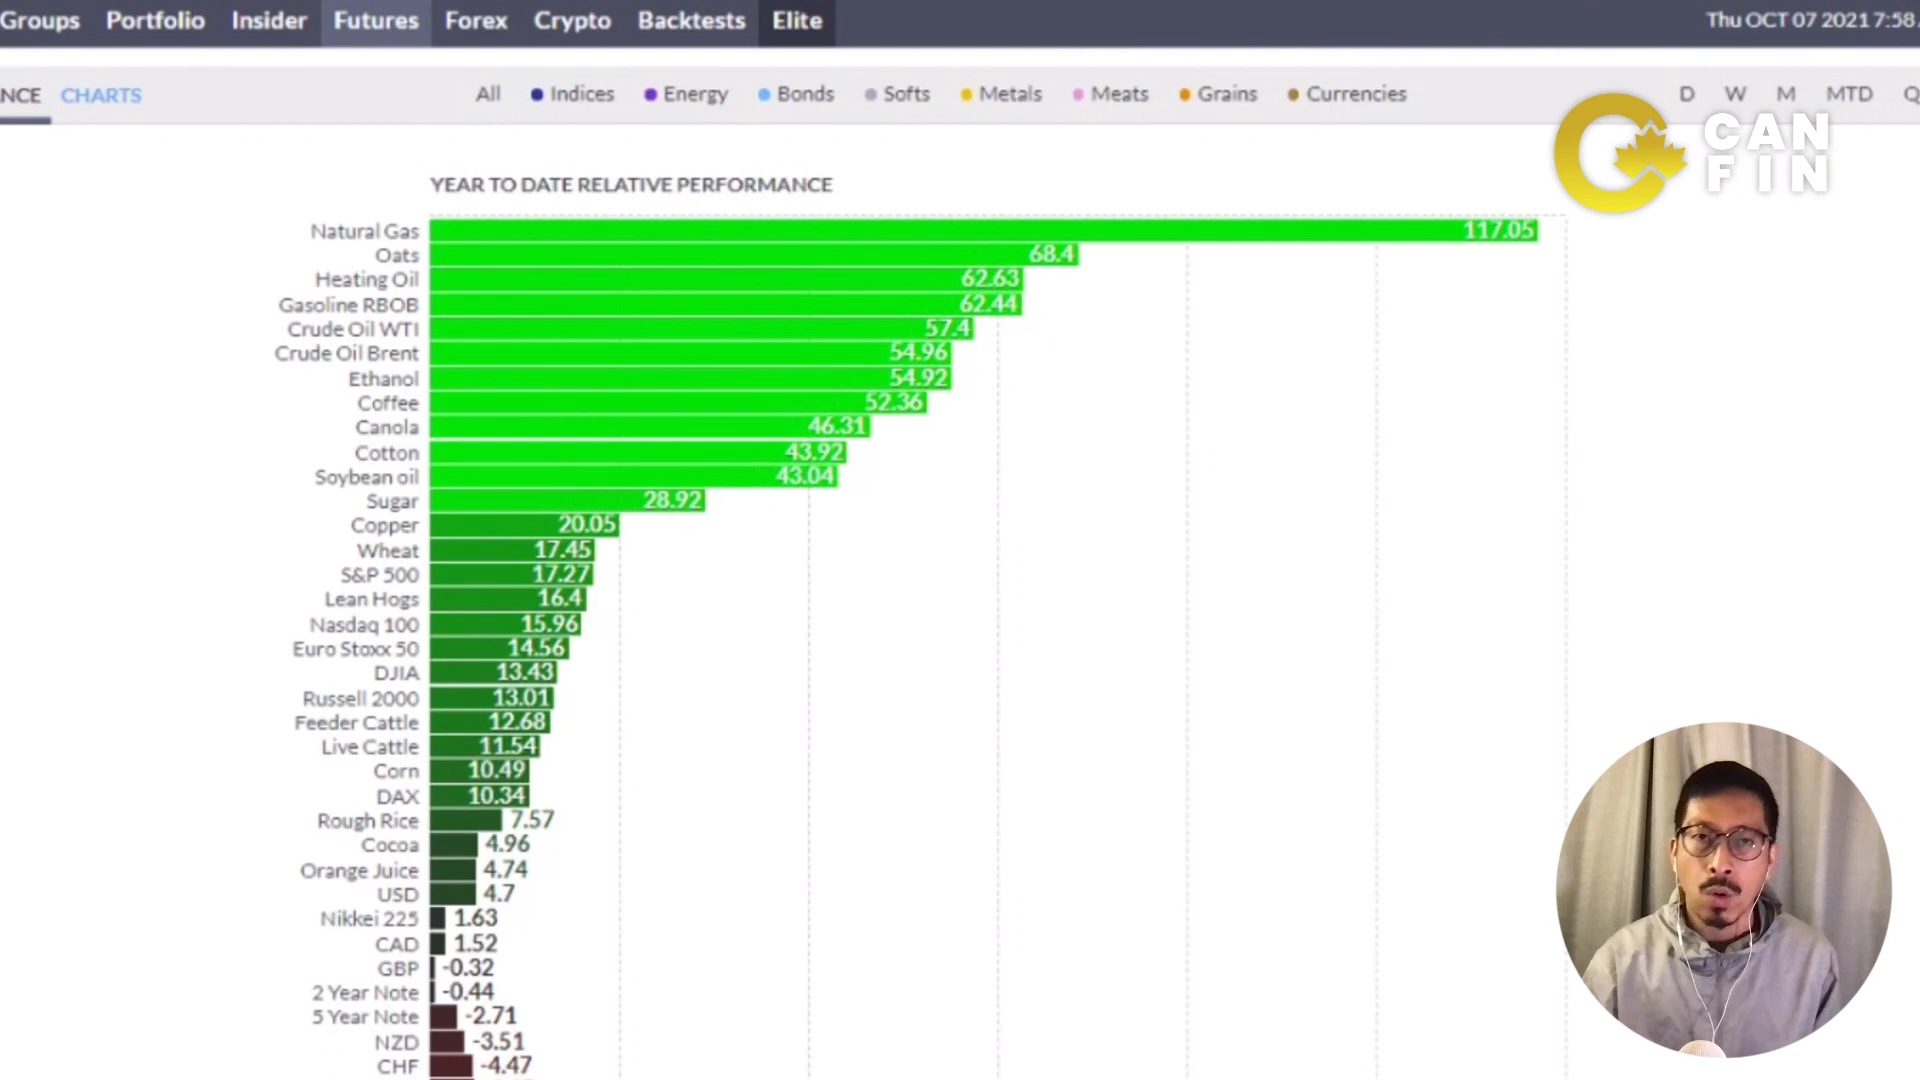 Groups Portfolio Insider Futures Forex Crypto Backtests Elite Thu OCT 07 2021 7:58
NCE CHARTS All Indices Energy Bonds Softs Metals Meats Grains Currencies D W M MTD Q
CAN
FIN
YEAR TO DATE RELATIVE PERFORMANCE
Natural Gas 117.05
Oats 68.4
Heating Oil 62.63
Gasoline RBOB 62.44
Crude Oil WTI 57.4
Crude Oil Brent 54.96
Ethanol 54.92
Coffee 52.36
Canola 46.31
Cotton 43.92
Soybean oil 43.04
Sugar 28.92
Copper 20.05
Wheat 17.45
S&P 500 17.27
Lean Hogs 16.4
Nasdaq 100 15.96
Euro Stoxx 50 14.56
DJIA 13.43
Russell 2000 13.01
Feeder Cattle 12.68
Live Cattle 11.54
Corn 10.49
DAX 10.34
Rough Rice 7.57
Cocoa 4.96
Orange Juice 4.74
USD 4.7
Nikkei 225 1.63
CAD 1.52
GBP -0.32
2 Year Note -0.44
5 Year Note -2.71
NZD -3.51
CHF -4.47